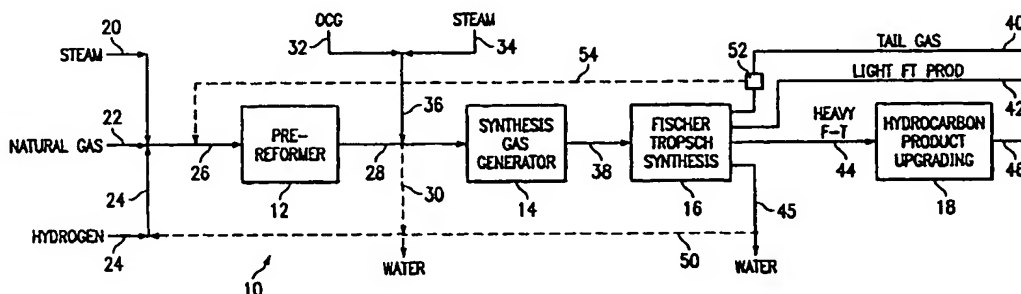 OCG
STEAM
32
34
20
STEAM
52
TAIL GAS
40
54
LIGHT FT PROD
42
36
22
NATURAL GAS
26
PRE-
REFORMER
12
28
SYNTHESIS
GAS
GENERATOR
14
38
FISCHER
TROPSCH
SYNTHESIS
16
HEAVY
F-T
44
HYDROCARBON
PRODUCT
UPGRADING
18
46
24
30
45
HYDROGEN
24
50
10
WATER
WATER